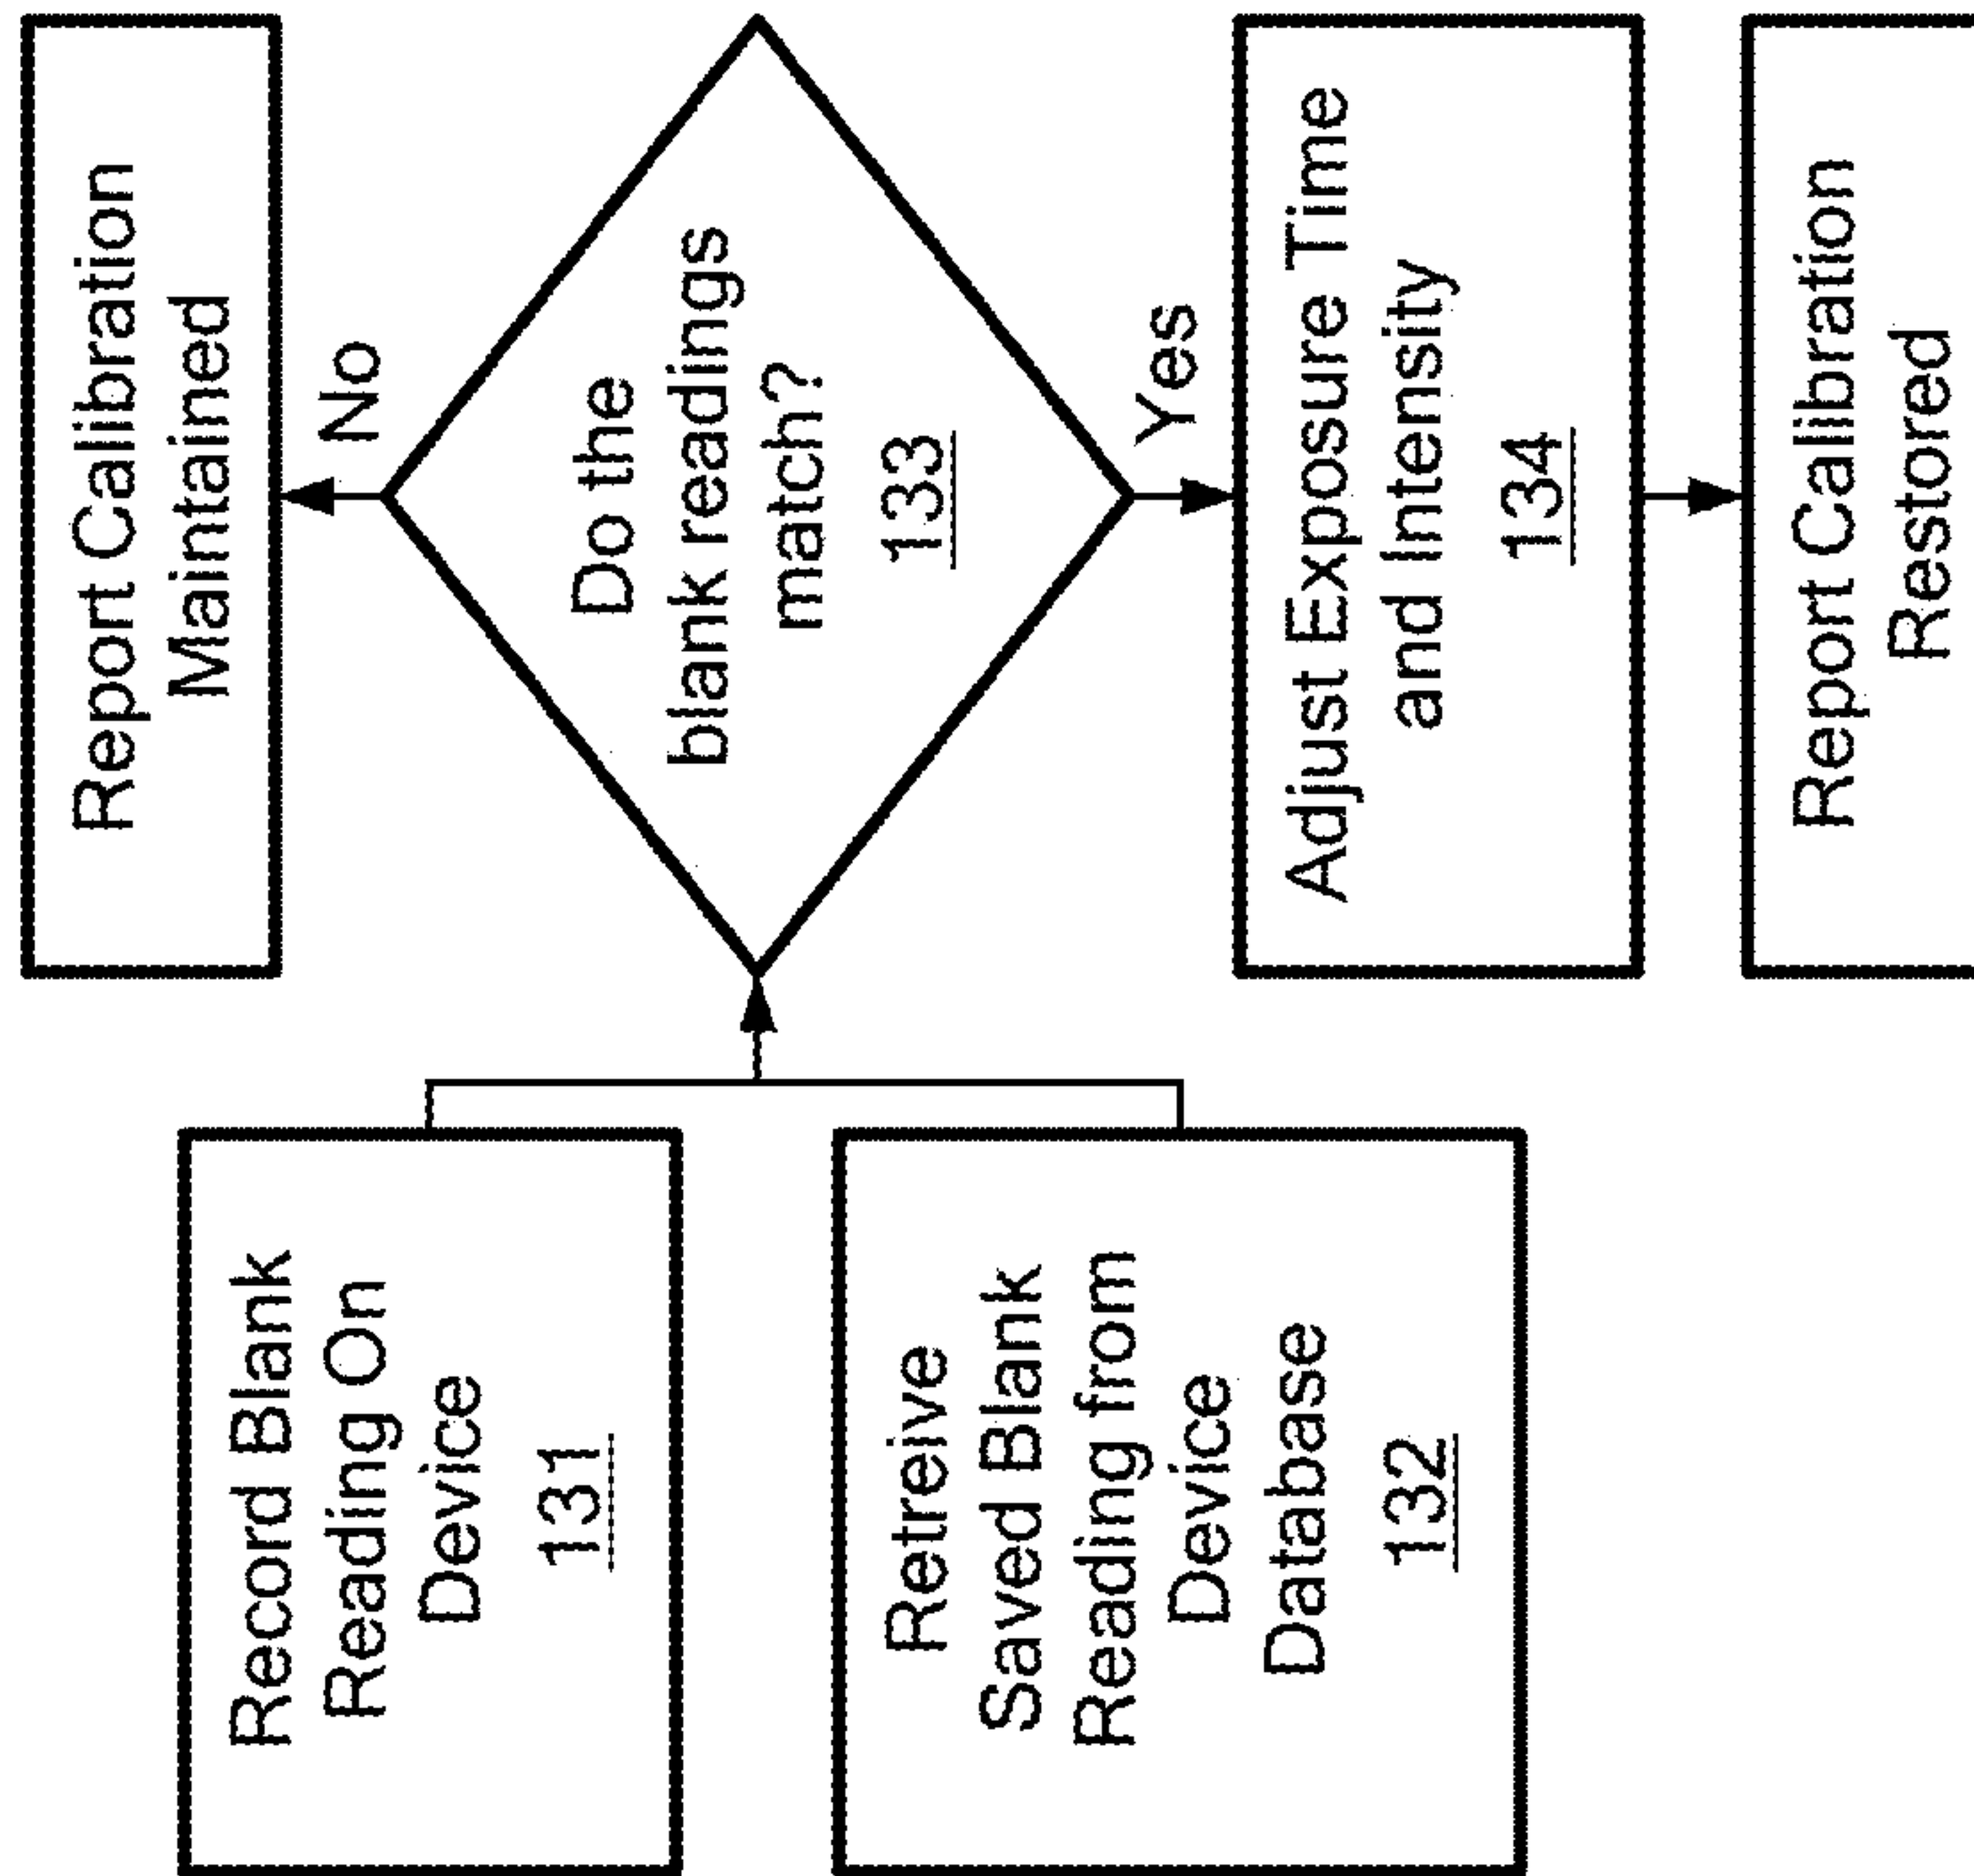 Record Blank
Reading On
Device
131
Retreive
Saved Blank
Reading from
Device
Database
132
Report Calibration
Maintained
No
Do the
blank readings
match?
133
Yes
Adjust Exposure Time
and Intensity
134
Report Calibration
Restored